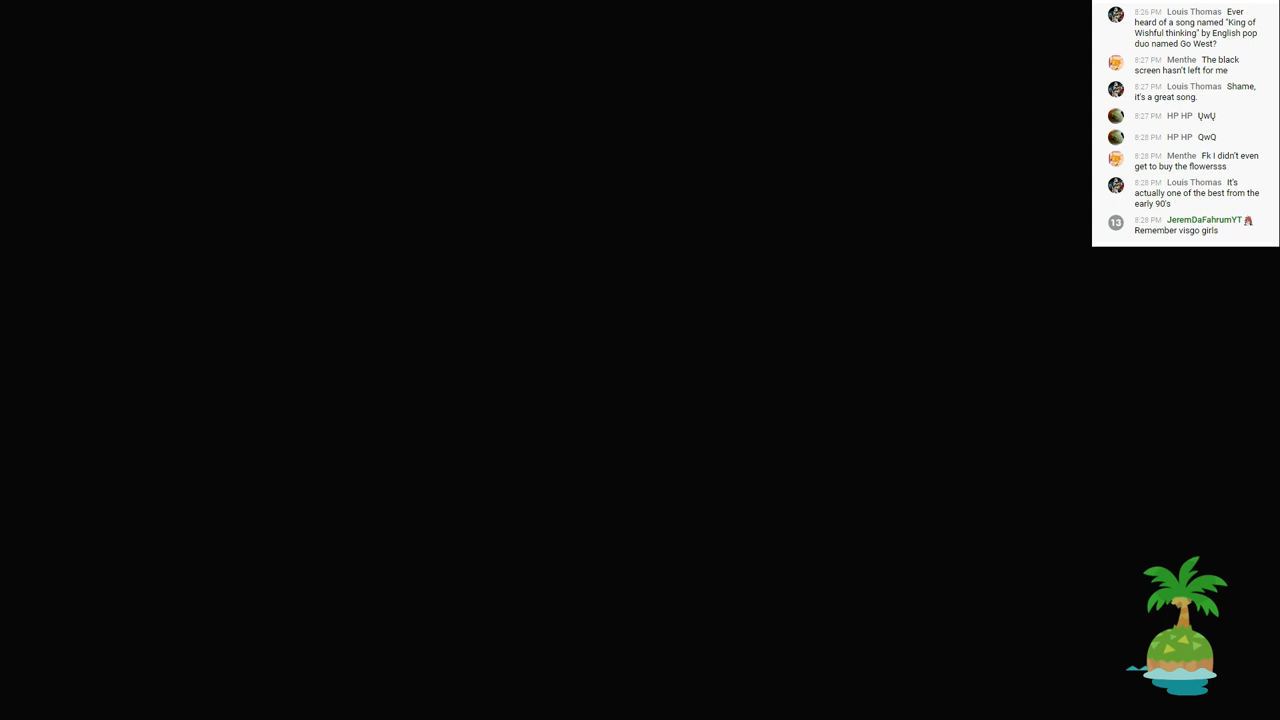 8:26 PM Louis Thomas Ever
heard of a song named "King of
Wishful thinking" by English pop
duo named Go West?
8:27 PM Menthe The black
screen hasn't left for me
8:27 PM Louis Thomas Shame,
it's a great song.
8:27 PM HP HP ŲwŲ
8:28 PM HP HP QwQ
8:28 PM Menthe Fk I didn't even
get to buy the flowersss
8:28 PM Louis Thomas It's
actually one of the best from the
early 90's
13 8:28 PM JeremDaFahrumYT
Remember visgo girls